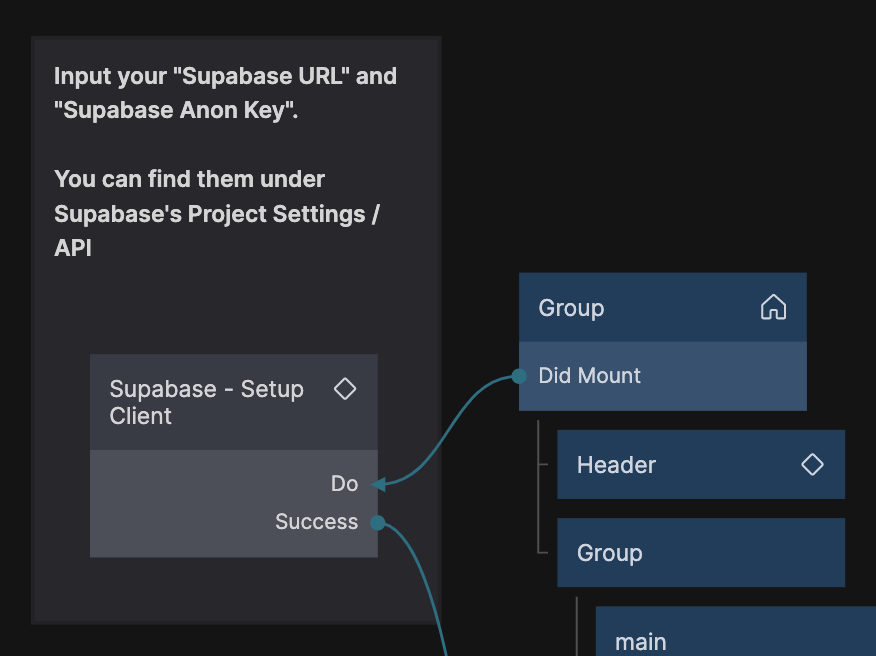 Input your "Supabase URL" and
"Supabase Anon Key".
You can find them under
Supabase's Project Settings /
API
Supabase - Setup
Client
Do
Success
Group
Did Mount
Header
Group
main